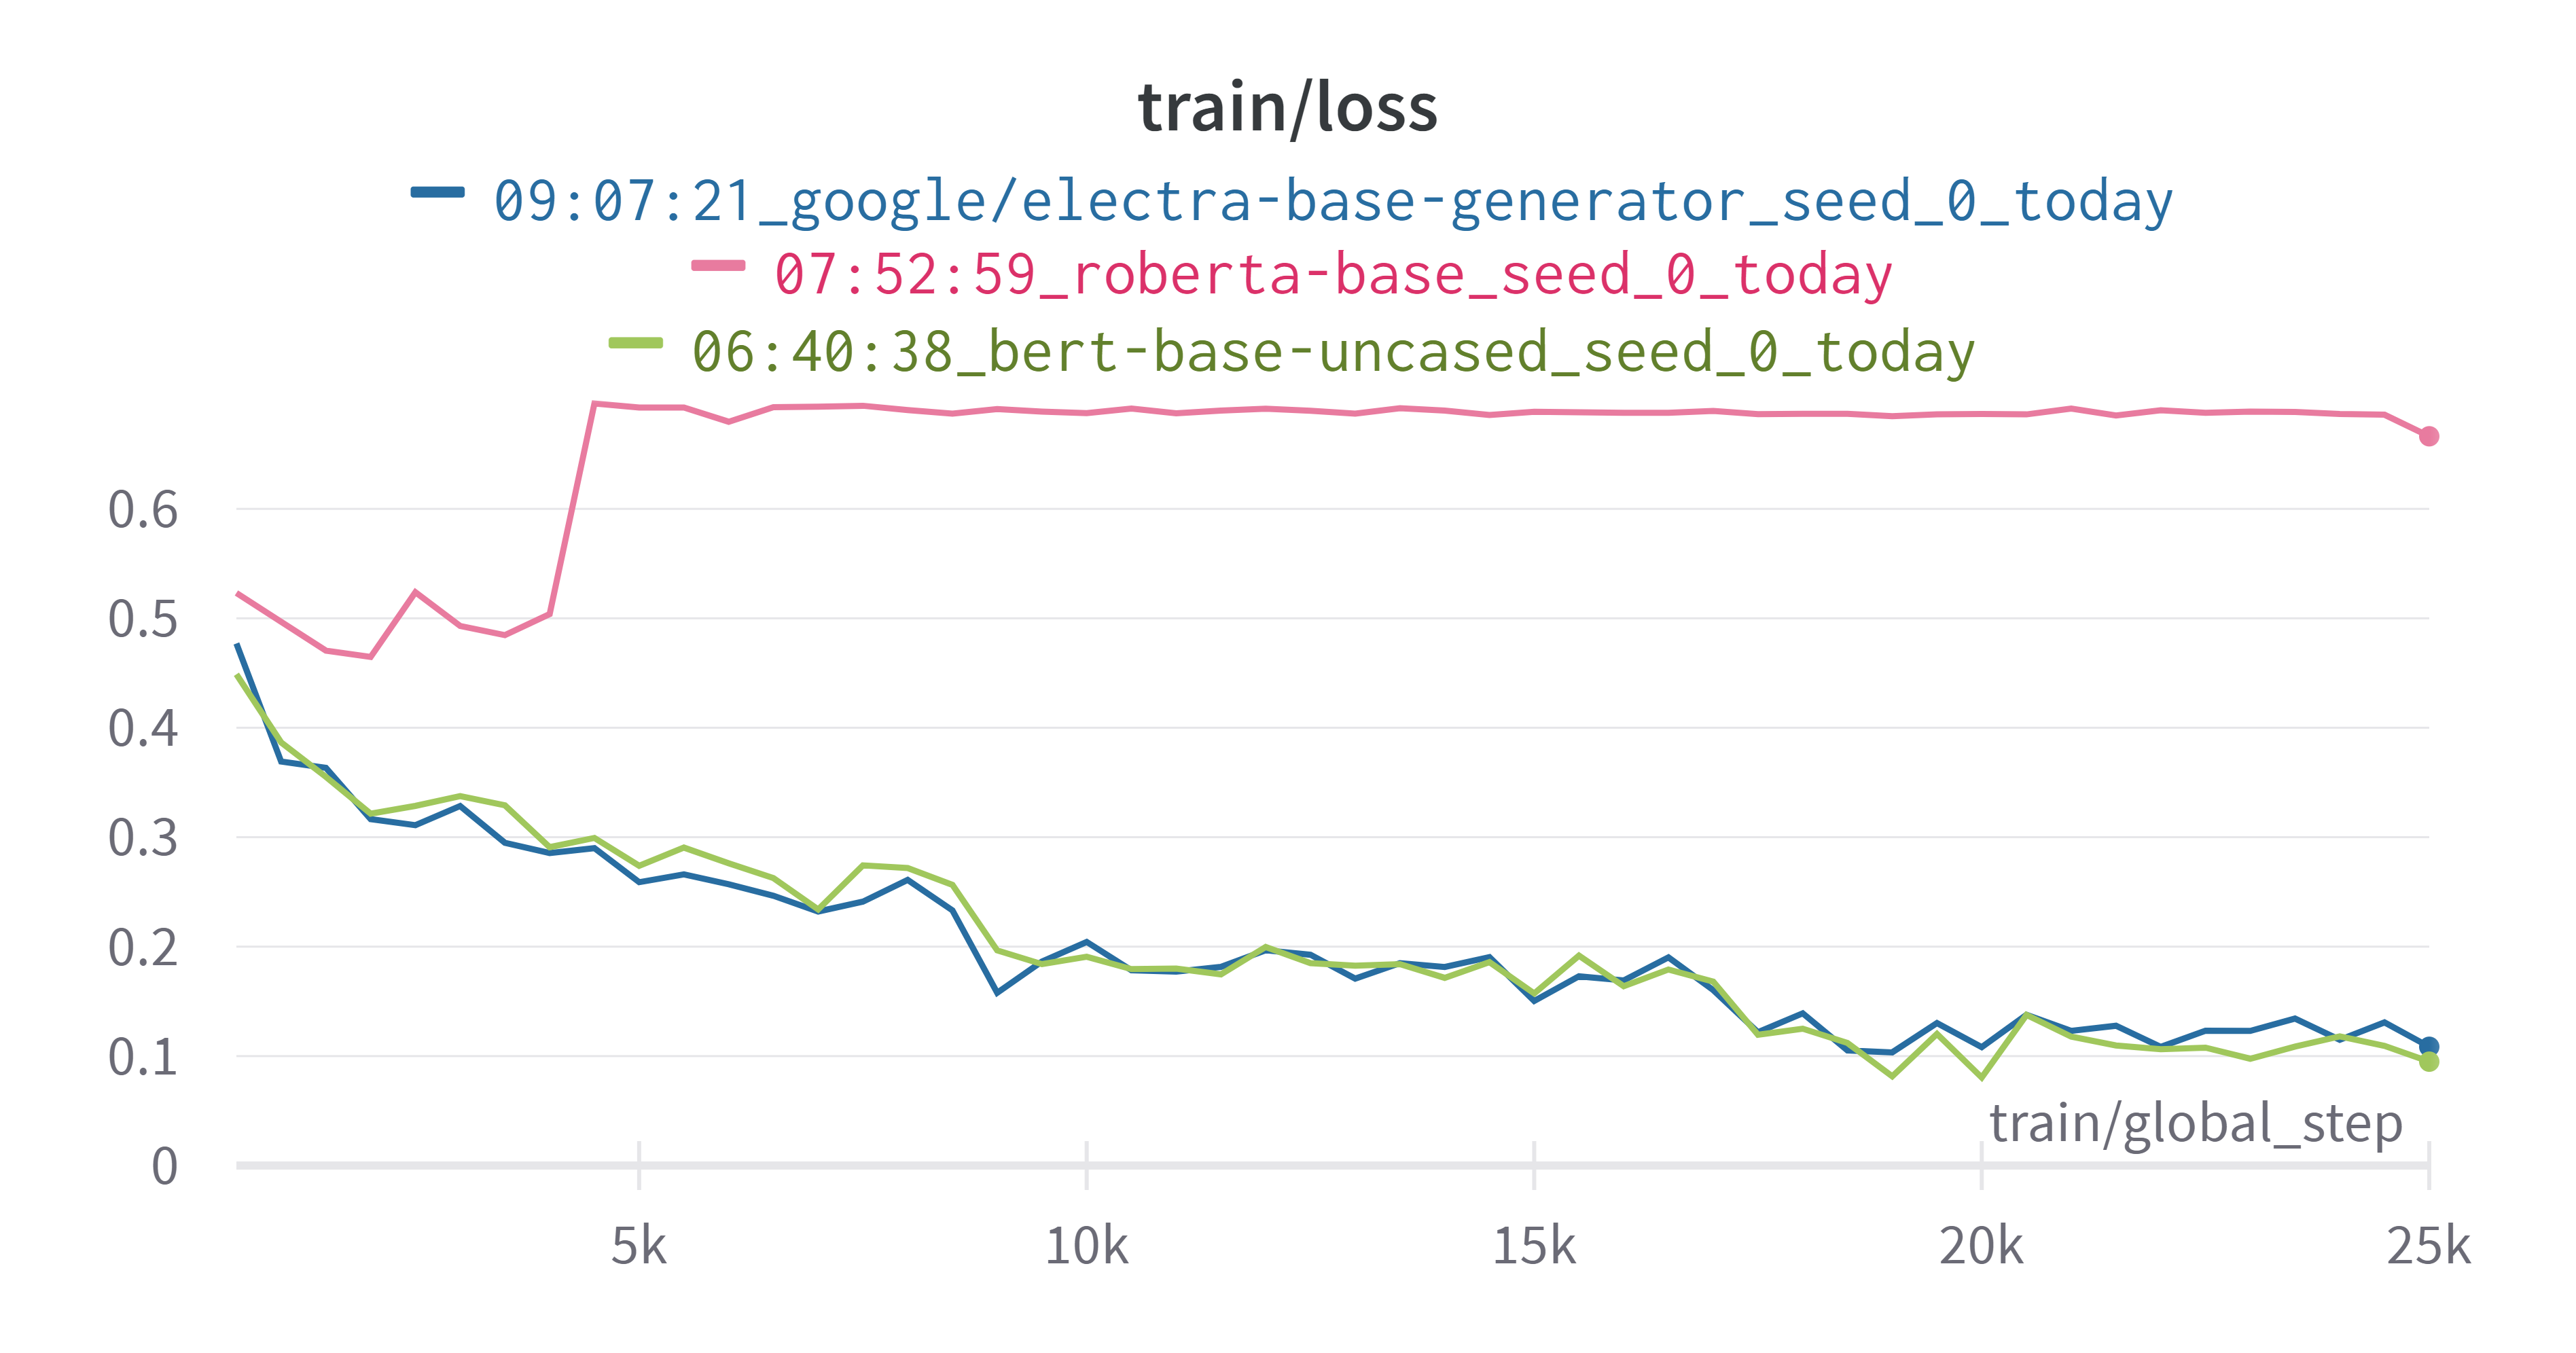 train/loss
09:07:21_google/electra-base-generator_seed_0_today
07:52:59_roberta-base_seed_0_today
06:40:38_bert-base-uncased_seed_0_today
0.6
0.5
0.4
0.3
0.2
0.1
train/global_step
0
5k 10k 15k 20k 25k